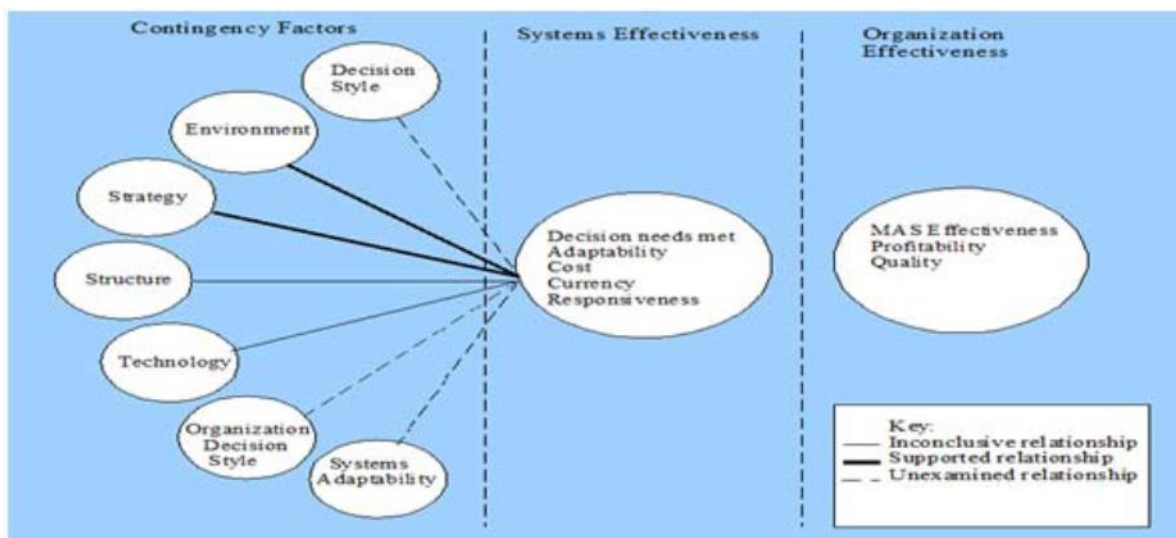 Contingency Factors
Systems Effectiveness
Organization
Effectiveness
Decision
Style
Environment
Strategy
Structure
Technology
Organization
Decision
Style
Systems
Adaptability
Decision needs met
Adaptability
Cost
Currency
Responsiveness
MAS Effectiveness
Profitability
Quality
Key:
Inconclusive relationship
Supported relationship
Unexamined relationship